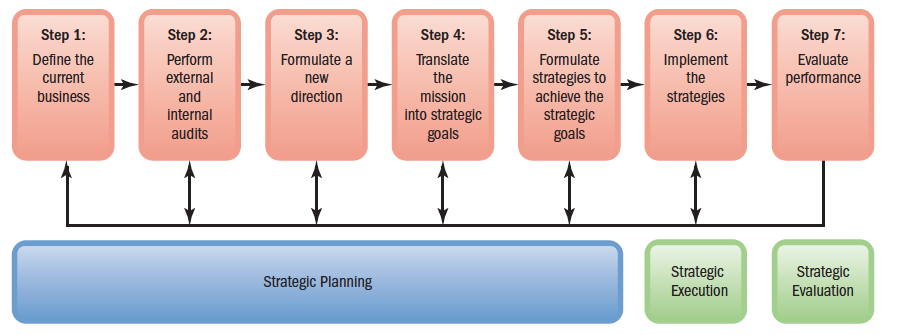 Step 1:
Define the
current
business
Step 2:
Perform
external
and
internal
audits
Step 3:
Formulate a
new
direction
Step 4:
Translate
the
mission
into strategic
goals
Step 5:
Formulate
strategies to
achieve the
strategic
goals
Step 6:
Implement
the
strategies
Step 7:
Evaluate
performance
Strategic Planning
Strategic
Execution
Strategic
Evaluation